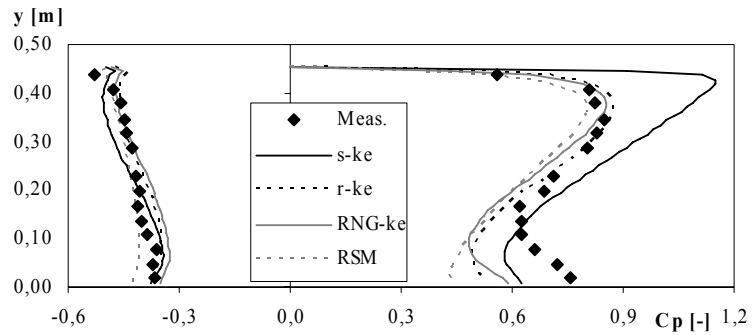 y [m]
0,50
0,40
0,30
0,20
0,10
0,00
Meas.
s-ke
r-ke
RNG-ke
RSM
-0,6
-0,3
0,0
0,3
0,6
0,9
1,2
Cp [-]